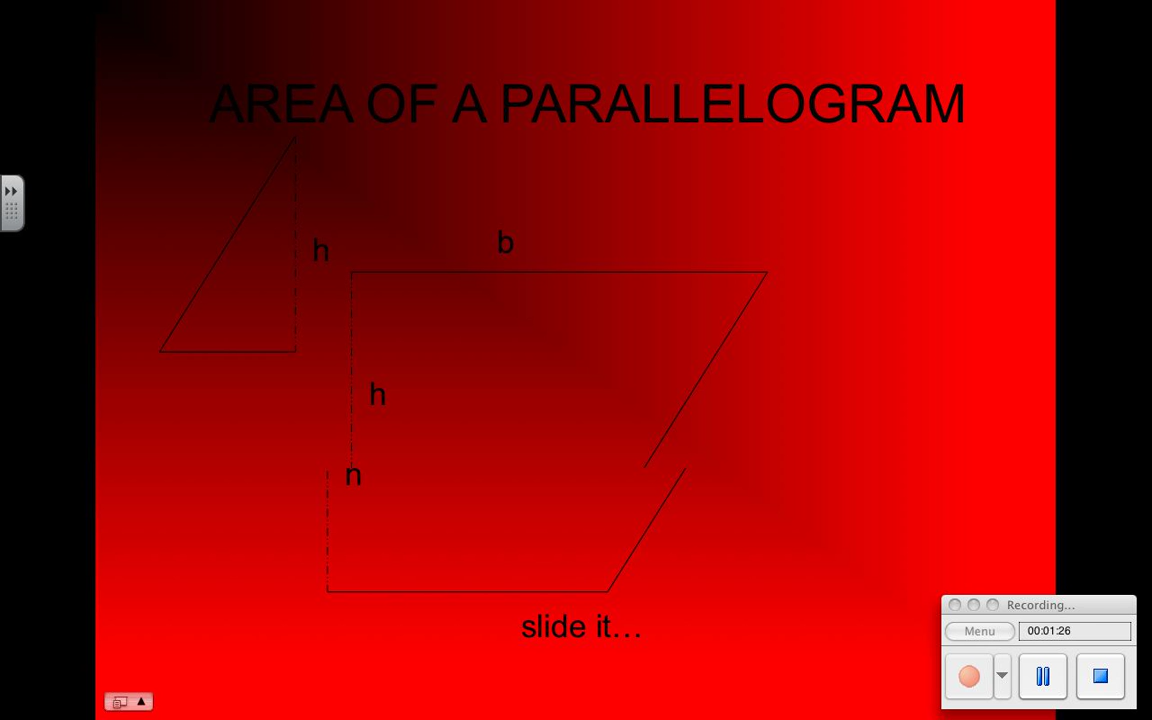 AREA OF A PARALLELOGRAM
b
h
h
n
slide it...
Recording...
Menu
00:01:26